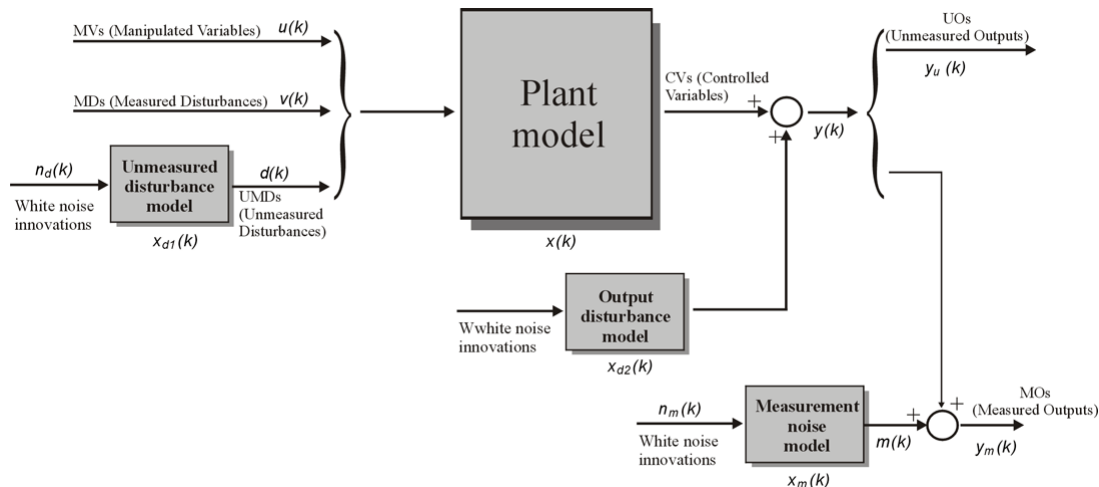 MVs (Manipulated Variables) u(k)
MDs (Measured Disturbances) v(k)
n_d(k)
White noise
innovations
Unmeasured
disturbance
model
x_d1(k)
d(k)
UMDs
(Unmeasured
Disturbances)
Plant
model
x(k)
CVs (Controlled
Variables)
+
+
y(k)
UOs
(Unmeasured Outputs)
y_u (k)
Wwhite noise
innovations
Output
disturbance
model
x_d2(k)
n_m(k)
White noise
innovations
Measurement
noise
model
x_m(k)
m(k)
+
+
MOs
(Measured Outputs)
y_m(k)